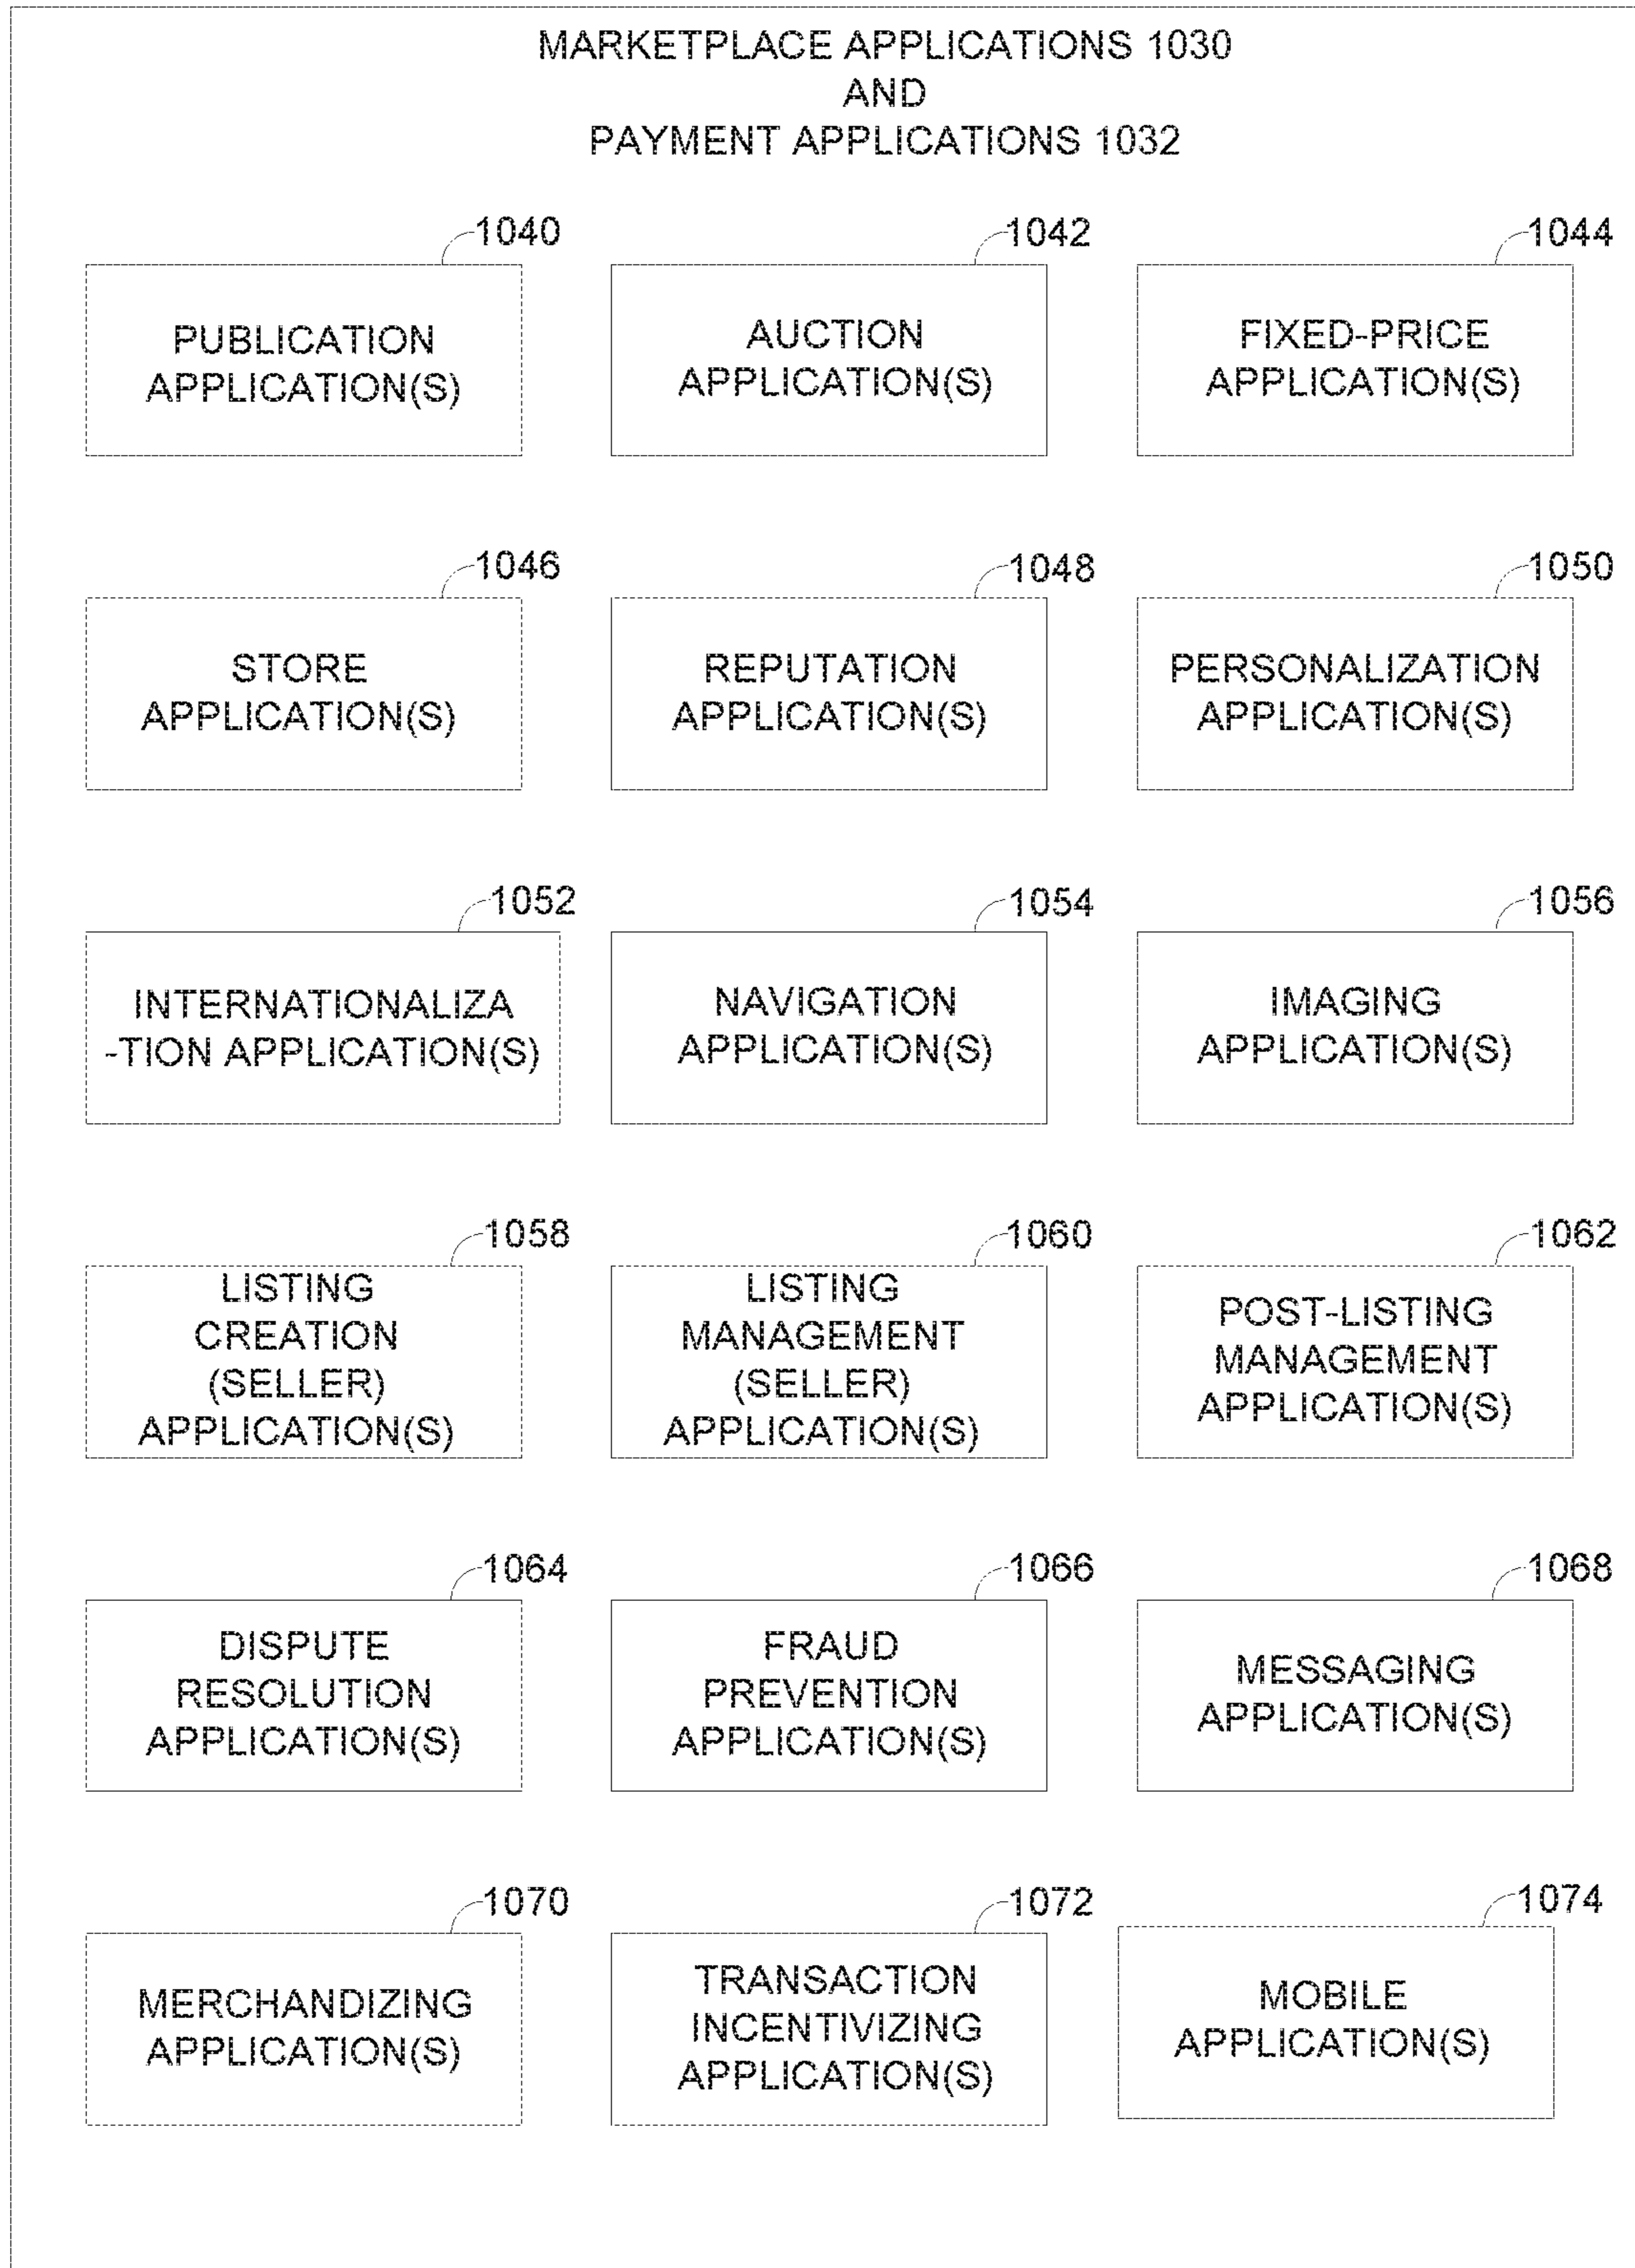 MARKETPLACE APPLICATIONS 1030
AND
PAYMENT APPLICATIONS 1032
1040
PUBLICATION
APPLICATION(S)
1042
AUCTION
APPLICATION(S)
1044
FIXED-PRICE
APPLICATION(S)
1046
STORE
APPLICATION(S)
1048
REPUTATION
APPLICATION(S)
1050
PERSONALIZATION
APPLICATION(S)
1052
INTERNATIONALIZA
-TION APPLICATION(S)
1054
NAVIGATION
APPLICATION(S)
1056
IMAGING
APPLICATION(S)
1058
LISTING
CREATION
(SELLER)
APPLICATION(S)
1060
LISTING
MANAGEMENT
(SELLER)
APPLICATION(S)
1062
POST-LISTING
MANAGEMENT
APPLICATION(S)
1064
DISPUTE
RESOLUTION
APPLICATION(S)
1066
FRAUD
PREVENTION
APPLICATION(S)
1068
MESSAGING
APPLICATION(S)
1070
MERCHANDIZING
APPLICATION(S)
1072
TRANSACTION
INCENTIVIZING
APPLICATION(S)
1074
MOBILE
APPLICATION(S)